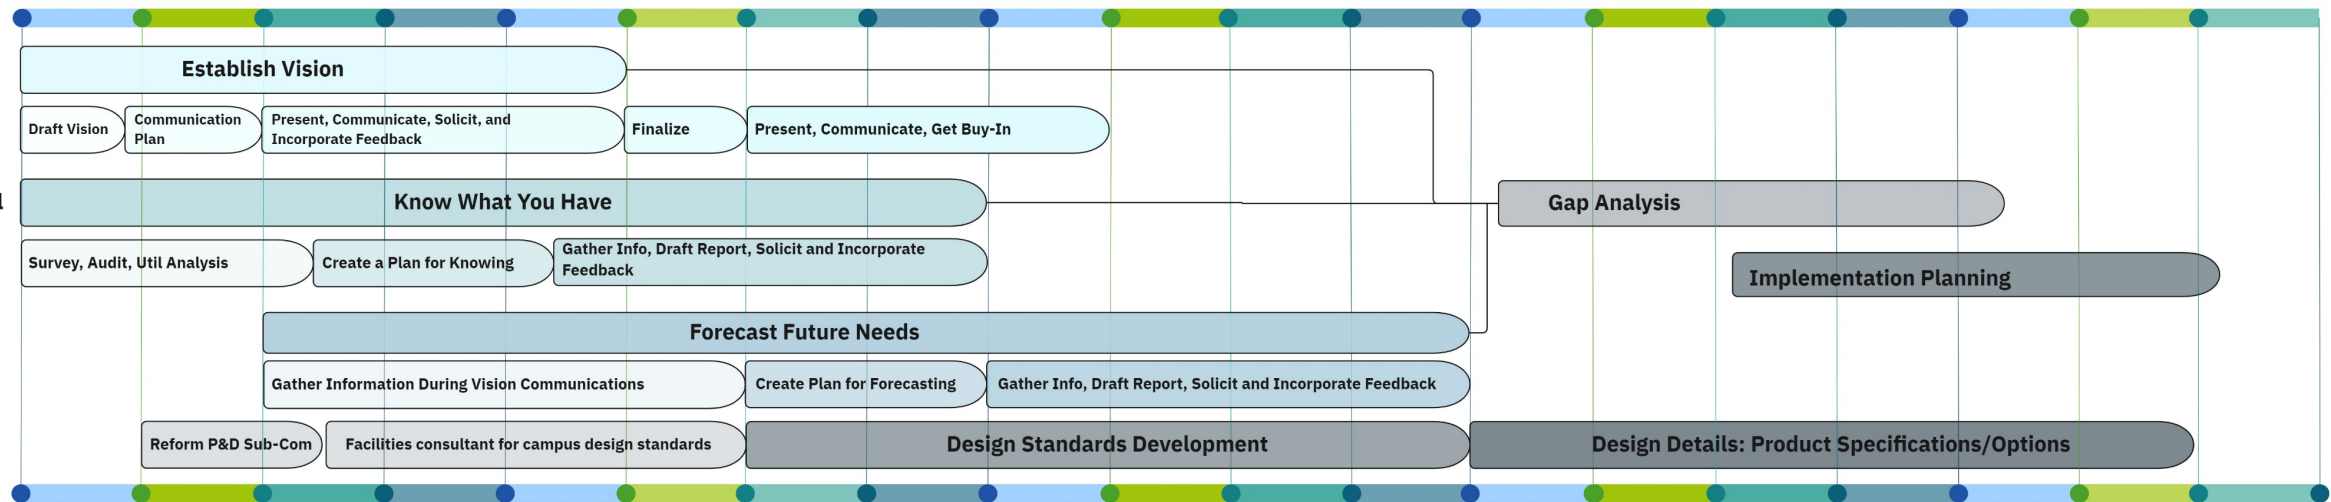 Establish Vision
Draft Vision
Communication
Plan
Present, Communicate, Solicit, and
Incorporate Feedback
Finalize
Present, Communicate, Get Buy-In
Know What You Have
Gap Analysis
Survey, Audit, Util Analysis
Create a Plan for Knowing
Gather Info, Draft Report, Solicit and Incorporate
Feedback
Implementation Planning
Forecast Future Needs
Gather Information During Vision Communications
Create Plan for Forecasting
Gather Info, Draft Report, Solicit and Incorporate Feedback
Reform P&D Sub-Com
Facilities consultant for campus design standards
Design Standards Development
Design Details: Product Specifications/Options